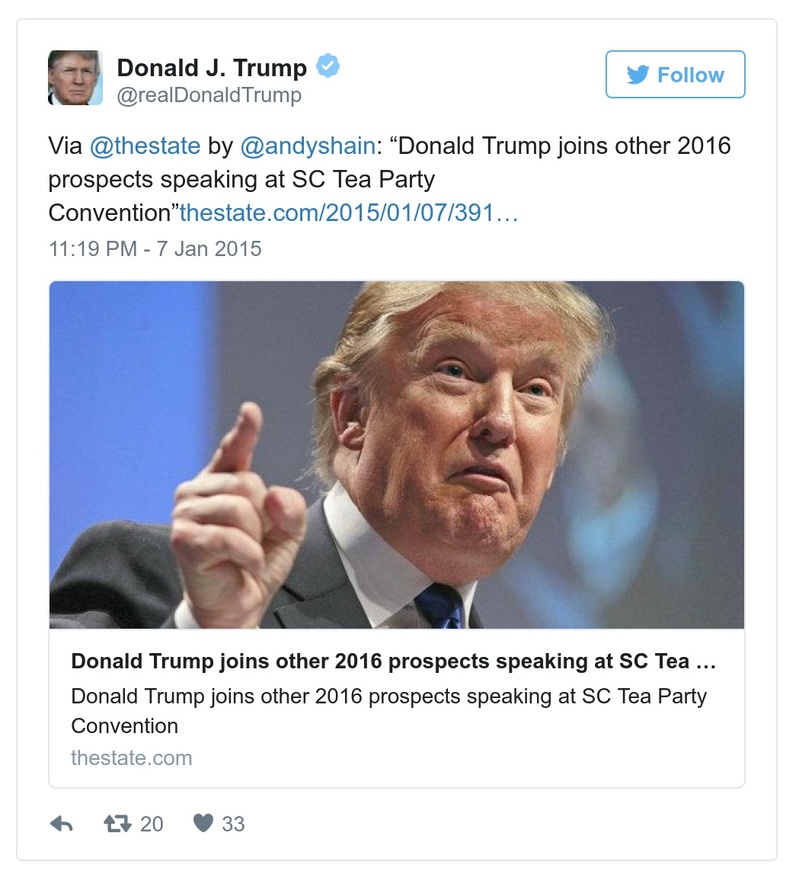 Donald J. Trump
@realDonaldTrump
Follow
Via @thestate by @andyshain: “Donald Trump joins other 2016
prospects speaking at SC Tea Party
Convention”thestate.com/2015/01/07/391…
11:19 PM - 7 Jan 2015
Donald Trump joins other 2016 prospects speaking at SC Tea …
Donald Trump joins other 2016 prospects speaking at SC Tea Party
Convention
thestate.com
20 33